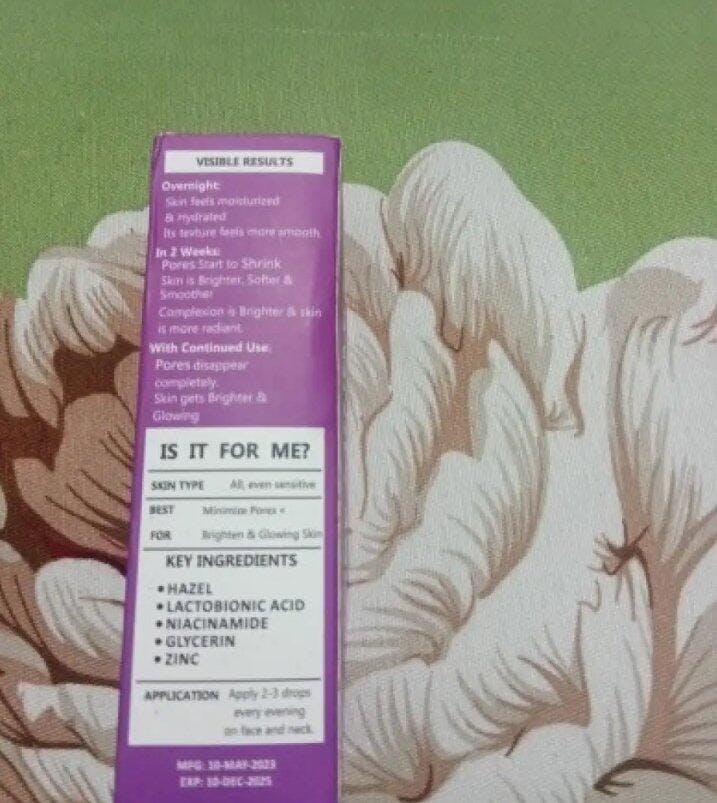 VISIBLE RESULTS
Overnight:
Skin feels moisturized
& Hydrated
Its texture feels more smooth.
In 2 Weeks:
Pores Start to Shrink
Skin is Brighter, Softer &
Smoother
Complexion is Brighter & skin
is more radiant.
With Continued Use:
Pores disappear
completely.
Skin gets Brighter &
Glowing
IS IT FOR ME?
SKIN TYPE All, even sensitive
BEST Minimize Pores +
FOR Brighten & Glowing Skin
KEY INGREDIENTS
• HAZEL
• LACTOBIONIC ACID
• NIACINAMIDE
• GLYCERIN
• ZINC
APPLICATION Apply 2-3 drops
every evening
on face and neck.
MFG: 10-MAY-2023
EXP: 10-DEC-2025